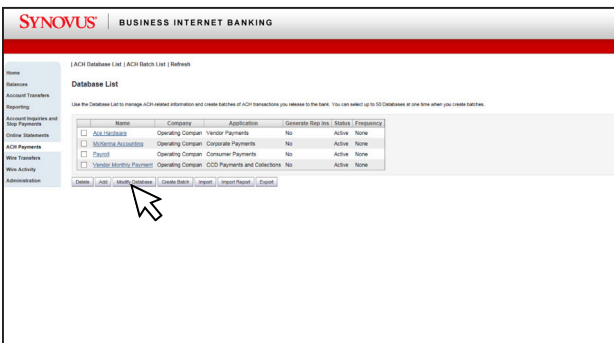 SYNOVUS® | BUSINESS INTERNET BANKING
| ACH Database List | ACH Batch List | Refresh
Home
Balances
Account Transfers
Reporting
Account Inquiries and
Stop Payments
Online Statements
ACH Payments
Wire Transfers
Wire Activity
Administration
Database List
Use the Database List to manage ACH-related information and create batches of ACH transactions you release to the bank. You can select up to 50 Databases at one time when you create batches.
Name Company Application Generate Rep Ins Status Frequency
Ace Hardware Operating Compan Vendor Payments No Active None
McKenna Accounting Operating Compan Corporate Payments No Active None
Payroll Operating Compan Consumer Payments No Active None
Vendor Monthly Payment Operating Compan CCD Payments and Collections No Active None
Delete Add Modify Database Create Batch Import Import Report Export